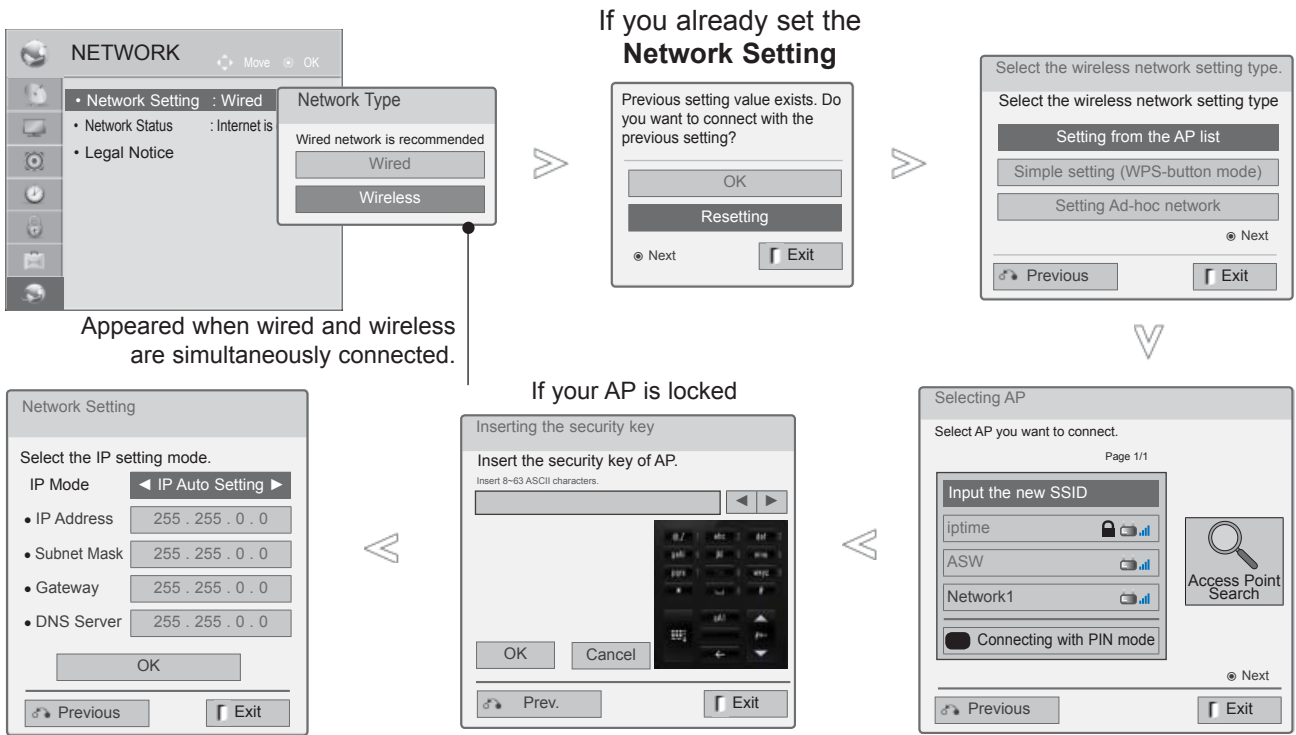 If you already set the
Network Setting
NETWORK
Move
OK
• Network Setting : Wired
• Network Status : Internet is
• Legal Notice
Network Type
Wired network is recommended
Wired
Wireless
Appeared when wired and wireless
are simultaneously connected.
Previous setting value exists. Do
you want to connect with the
previous setting?
OK
Resetting
Next
Exit
Select the wireless network setting type.
Select the wireless network setting type
Setting from the AP list
Simple setting (WPS-button mode)
Setting Ad-hoc network
Next
Previous
Exit
Selecting AP
Select AP you want to connect.
Page 1/1
Input the new SSID
iptime
ASW
Network1
Connecting with PIN mode
Access Point
Search
Next
Previous
Exit
If your AP is locked
Inserting the security key
Insert the security key of AP.
Insert 8~63 ASCII characters.
OK
Cancel
Prev.
Exit
Network Setting
Select the IP setting mode.
IP Mode ◄ IP Auto Setting ►
• IP Address 255 . 255 . 0 . 0
• Subnet Mask 255 . 255 . 0 . 0
• Gateway 255 . 255 . 0 . 0
• DNS Server 255 . 255 . 0 . 0
OK
Previous
Exit